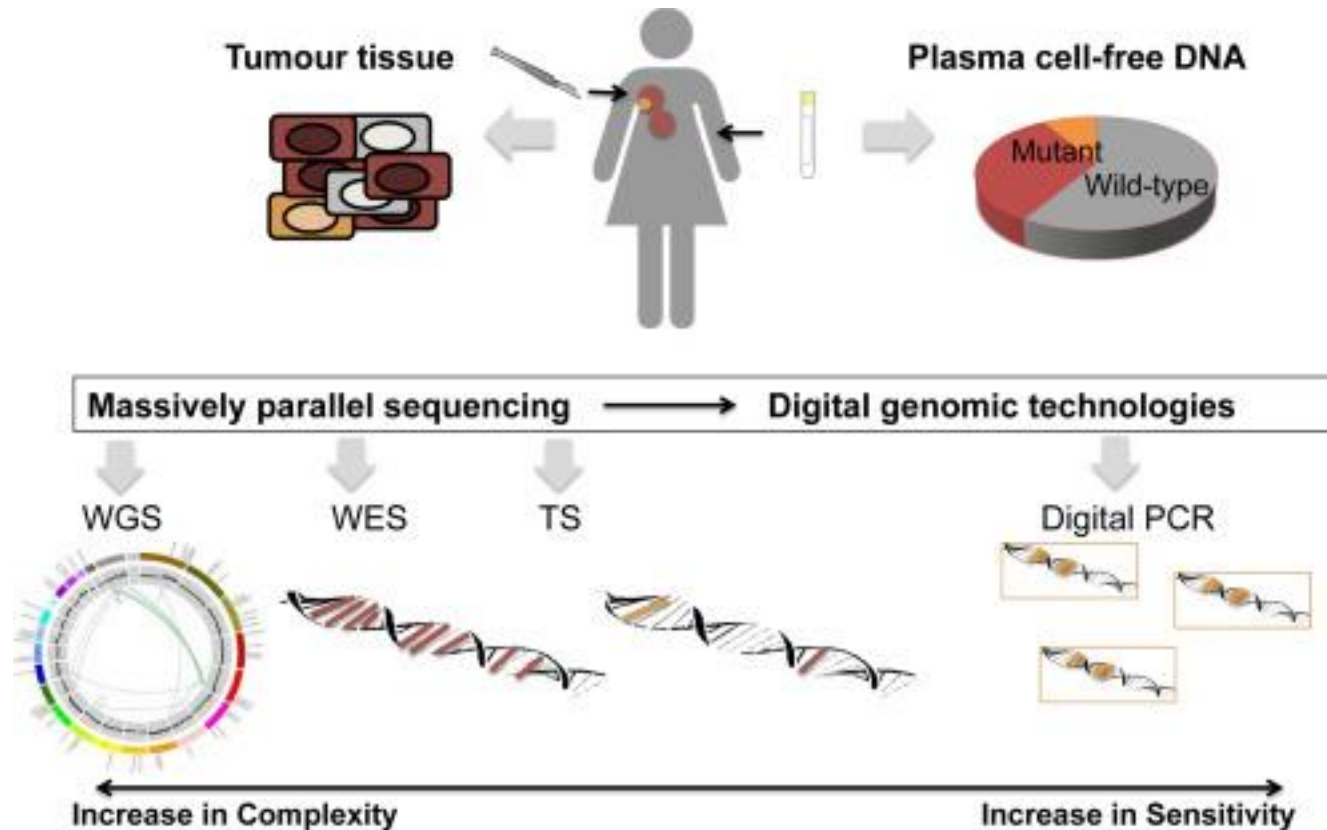 Tumour tissue
Plasma cell-free DNA
Mutant
Wild-type
Massively parallel sequencing
Digital genomic technologies
WGS
WES
TS
Digital PCR
Increase in Complexity
Increase in Sensitivity